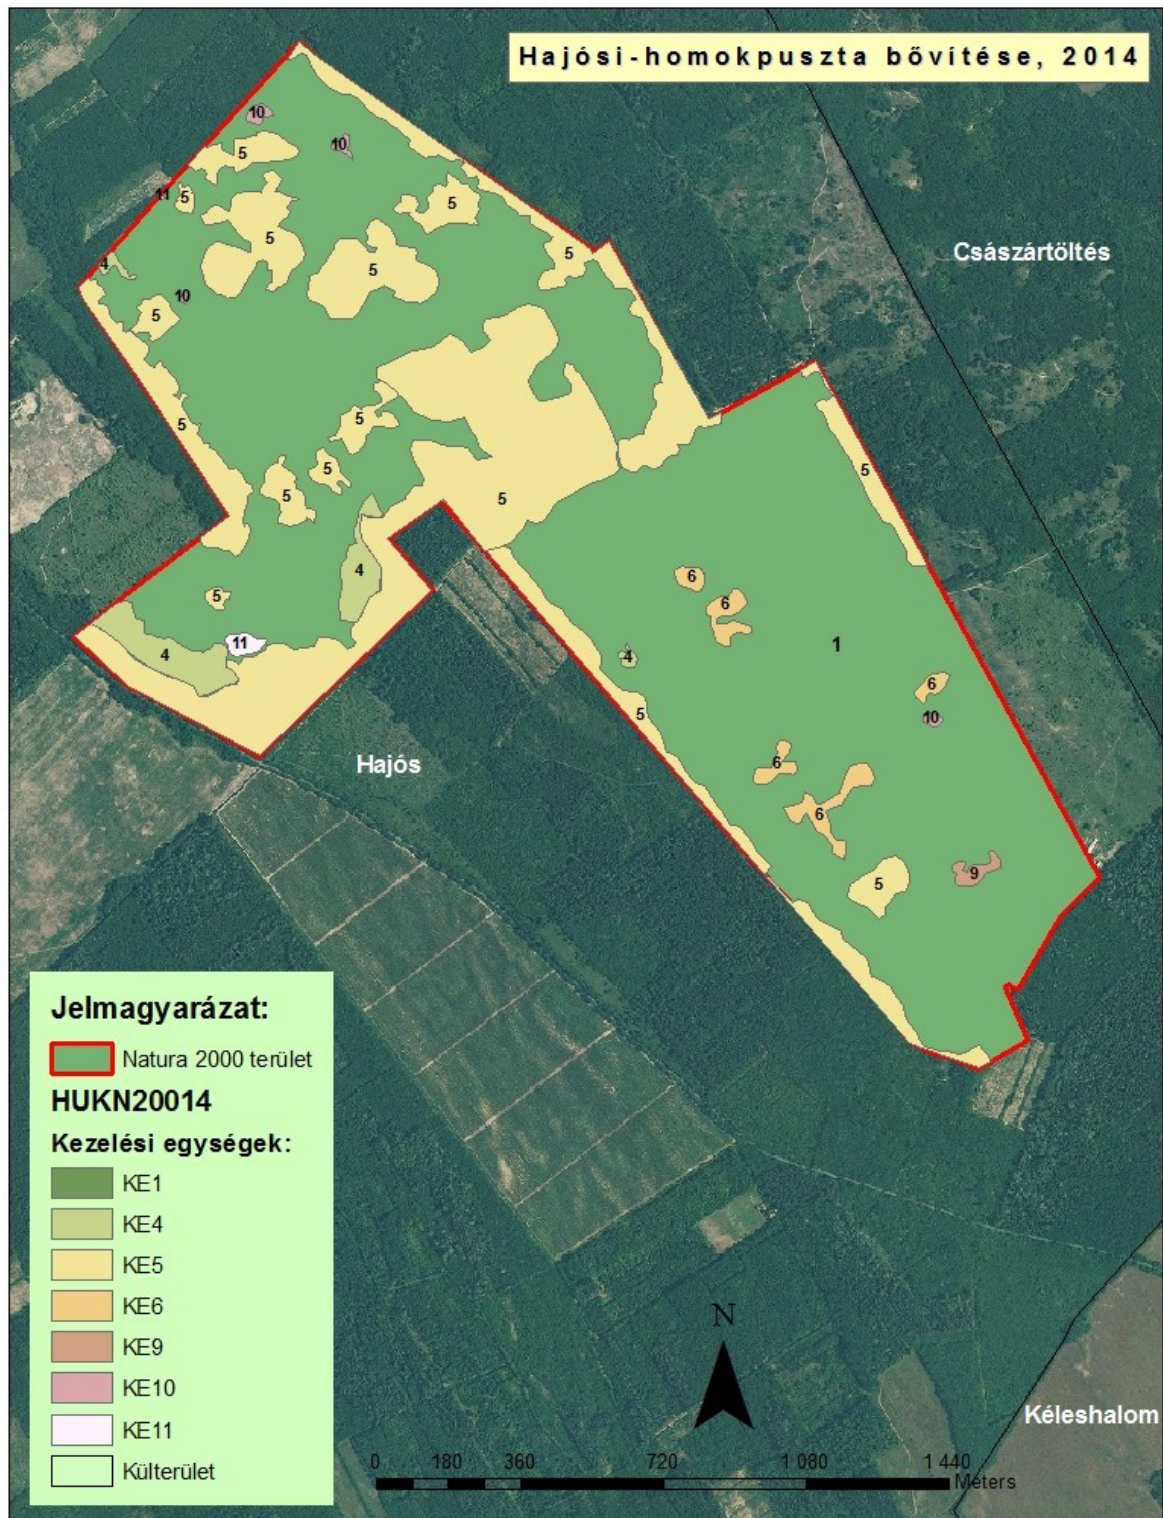 Hajósi-homokpuszta bővítése, 2014
10
10
5
11
5
5
5
Császártöltés
5
5
4
5
10
5
5
5
5
5
5
5
4
6
6
5
1
11
4
4
6
5
10
Hajós
6
6
9
5
Jelmagyarázat:
Natura 2000 terület
HUKN20014
Kezelési egységek:
KE1
KE4
KE5
KE6
KE9
KE10
KE11
Külterület
N
Kéleshalom
0 180 360 720 1 080 1 440
Meters